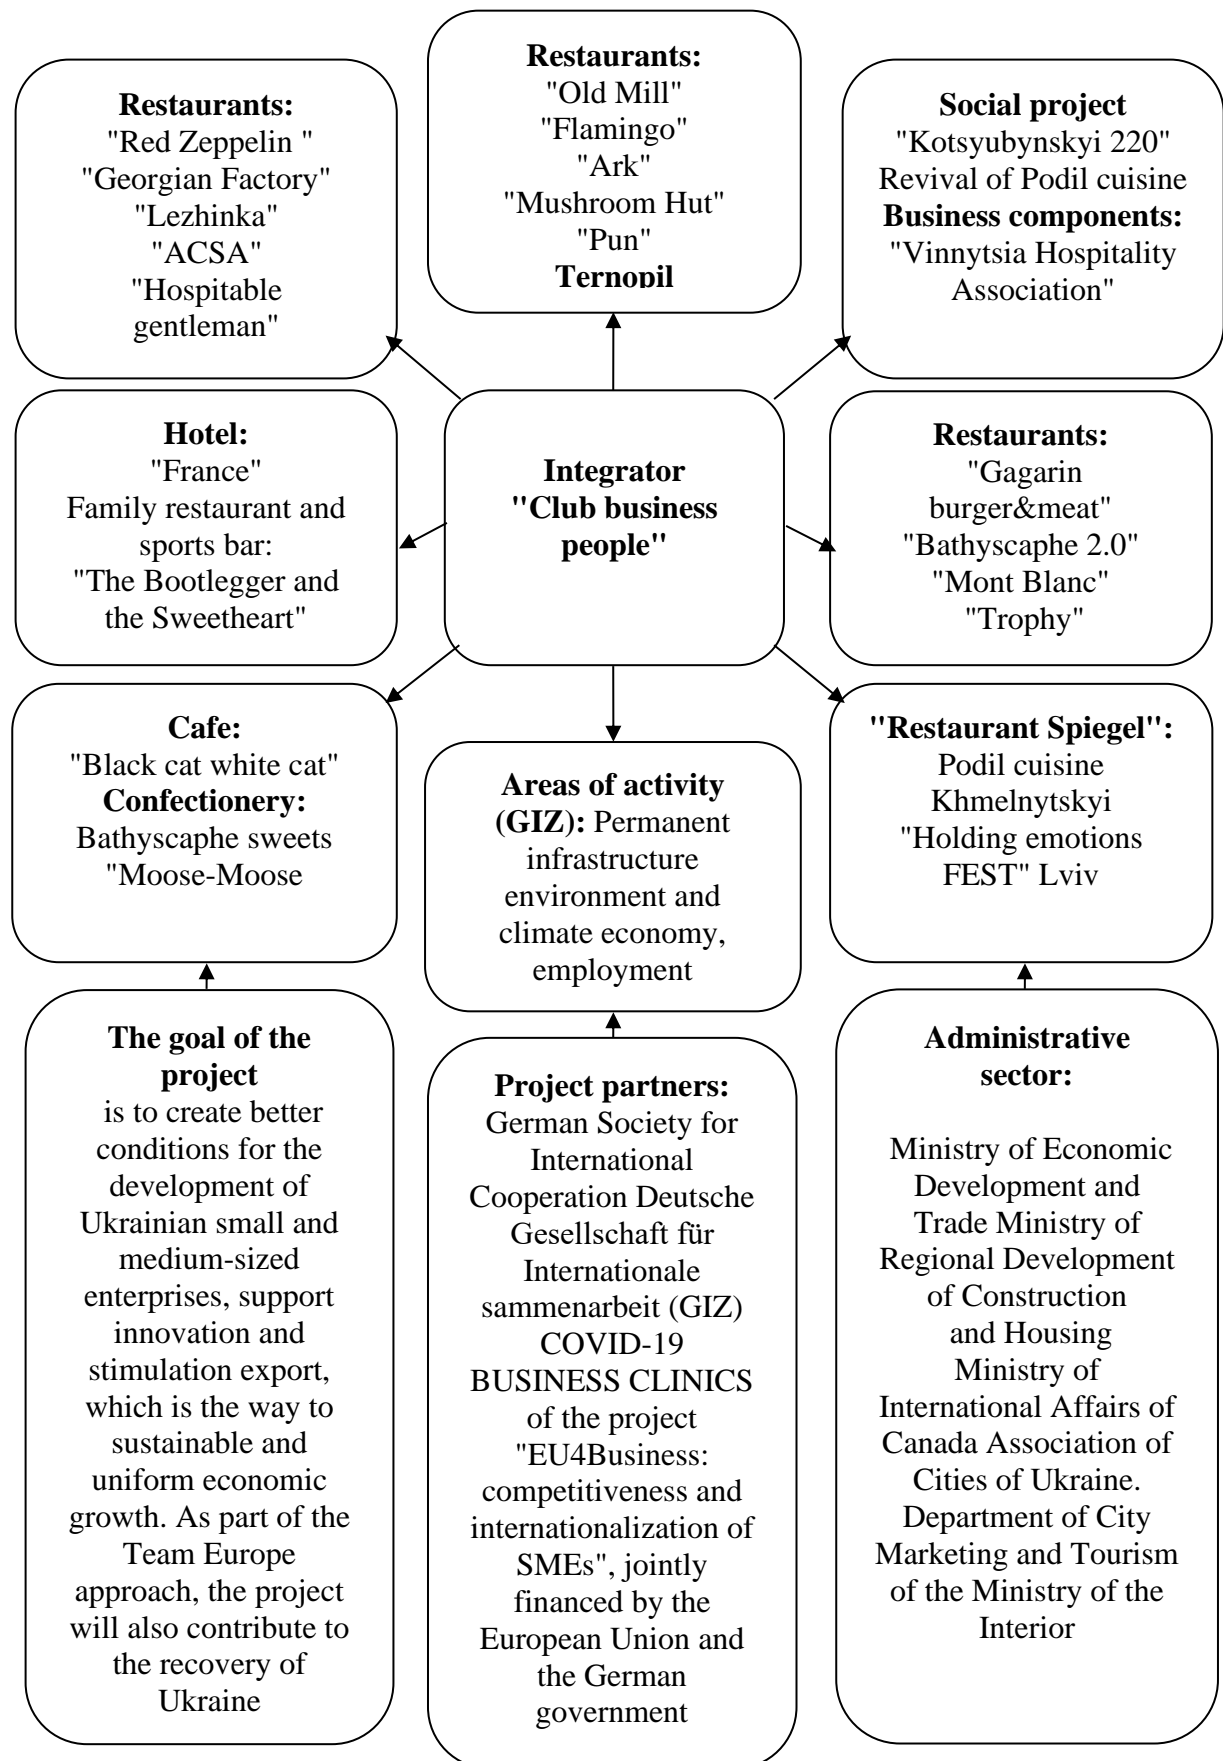 Restaurants:
"Red Zeppelin "
"Georgian Factory"
"Lezhinka"
"ACSA"
"Hospitable
gentleman"
Restaurants:
"Old Mill"
"Flamingo"
"Ark"
"Mushroom Hut"
"Pun"
Ternopil
Social project
"Kotsyubynskyi 220"
Revival of Podil cuisine
Business components:
"Vinnytsia Hospitality
Association"
Hotel:
"France"
Family restaurant and
sports bar:
"The Bootlegger and
the Sweetheart"
Integrator
"Club business
people"
Restaurants:
"Gagarin
burger&meat"
"Bathyscaphe 2.0"
"Mont Blanc"
"Trophy"
Cafe:
"Black cat white cat"
Confectionery:
Bathyscaphe sweets
"Moose-Moose
Areas of activity
(GIZ): Permanent
infrastructure
environment and
climate economy,
employment
"Restaurant Spiegel":
Podil cuisine
Khmelnytskyi
"Holding emotions
FEST" Lviv
The goal of the
project
is to create better
conditions for the
development of
Ukrainian small and
medium-sized
enterprises, support
innovation and
stimulation export,
which is the way to
sustainable and
uniform economic
growth. As part of the
Team Europe
approach, the project
will also contribute to
the recovery of
Ukraine
Project partners:
German Society for
International
Cooperation Deutsche
Gesellschaft für
Internationale
sammenarbeit (GIZ)
COVID-19
BUSINESS CLINICS
of the project
"EU4Business:
competitiveness and
internationalization of
SMEs", jointly
financed by the
European Union and
the German
government
Administrative
sector:
Ministry of Economic
Development and
Trade Ministry of
Regional Development
of Construction
and Housing
Ministry of
International Affairs of
Canada Association of
Cities of Ukraine.
Department of City
Marketing and Tourism
of the Ministry of the
Interior